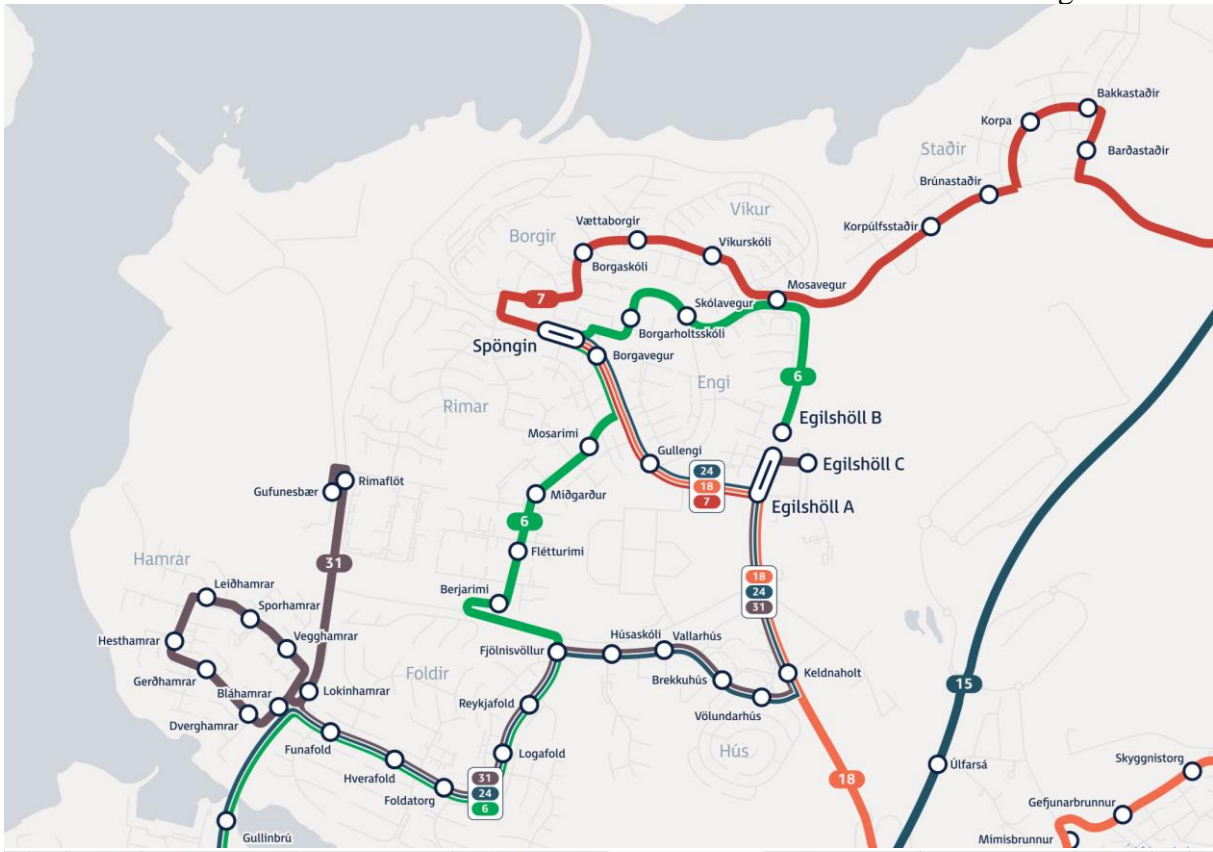 Bakkastaðir
Korpa
Staðir
Barðastaðir
Brúnastaðir
Víkur
Vættaborgir
Korpúlfsstaðir
Borgir
Víkurskóli
Borgaskóli
Mosavegur
7
Skólavegur
Borgarholtsskóli
Spöngin
Borgavegur
Engi
6
Rimar
Egilshöll B
Mosarimi
Gullengi
Egilshöll C
24
18
7
Rimaflöt
Gufunesbær
Miðgarður
Egilshöll A
6
Flétturimi
Hamrar
31
18
24
31
Leiðhamrar
Berjarimi
Sporhamrar
Hesthamrar
Vegghamrar
Fjölnisvöllur
Húsaskóli
Vallarhús
Foldir
Gerðhamrar
Keldnaholt
Brekkuhús
15
Bláhamrar
Lokinhamrar
Reykjafold
Völundarhús
Dverghamrar
Funafold
Logafold
Hús
Hverafold
Skyggnistorg
Úlfarsá
31
24
6
18
Foldatorg
Gefjunarbrunnur
Gullinbrú
Mímisbrunnur